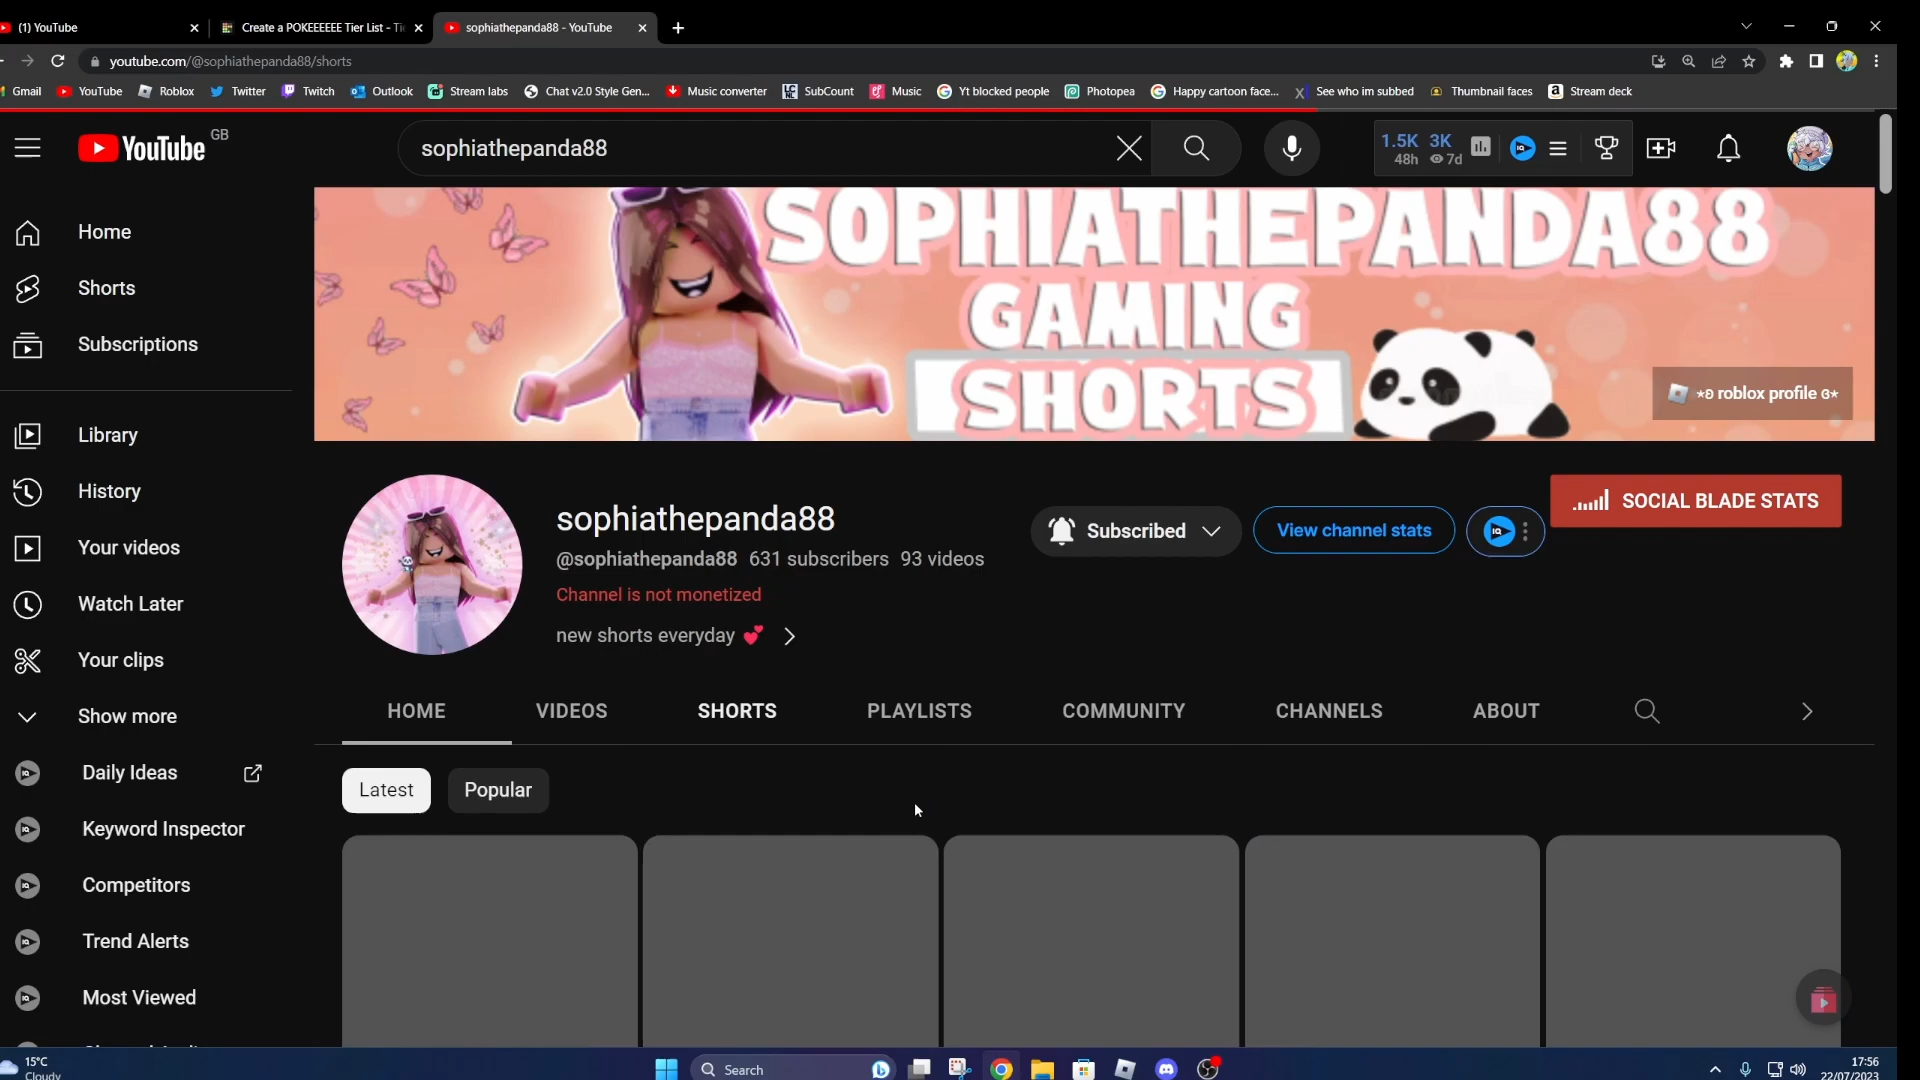 (1) YouTube
Create a POKEEEEEE Tier List - Ti
sophiathepanda88 - YouTube
youtube.com/@sophiathepanda88/shorts
Gmail YouTube Roblox Twitter Twitch Outlook Stream labs Chat v2.0 Style Gen... Music converter SubCount Music Yt blocked people Photopea Happy cartoon face... See who im subbed Thumbnail faces Stream deck
YouTube GB
sophiathepanda88
1.5K 3K
48h 7d
Home
Shorts
Subscriptions
Library
History
Your videos
Watch Later
Your clips
Show more
Daily Ideas
Keyword Inspector
Competitors
Trend Alerts
Most Viewed
SOPHIATHEPANDA88
GAMING
SHORTS
⋆ʚ roblox profile ɞ⋆
sophiathepanda88
@sophiathepanda88 631 subscribers 93 videos
Channel is not monetized
new shorts everyday 💕
Subscribed
View channel stats
SOCIAL BLADE STATS
HOME VIDEOS SHORTS PLAYLISTS COMMUNITY CHANNELS ABOUT
Latest Popular
15°C
Cloudy
Search
17:56
22/07/2023